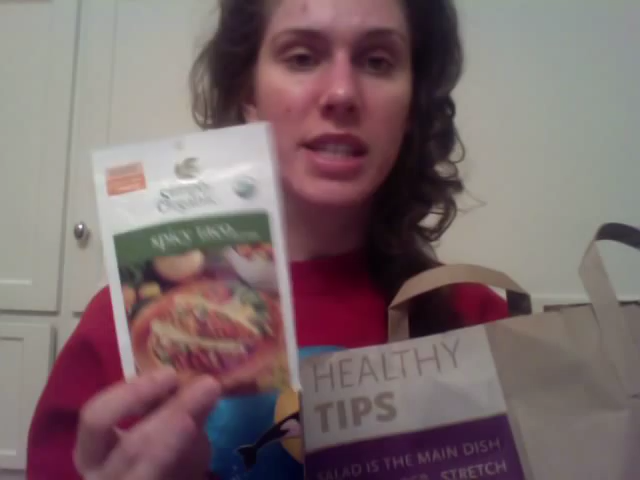 Simply
Organic
spicy taco
HEALTHY
TIPS
SALAD IS THE MAIN DISH
STRETCH